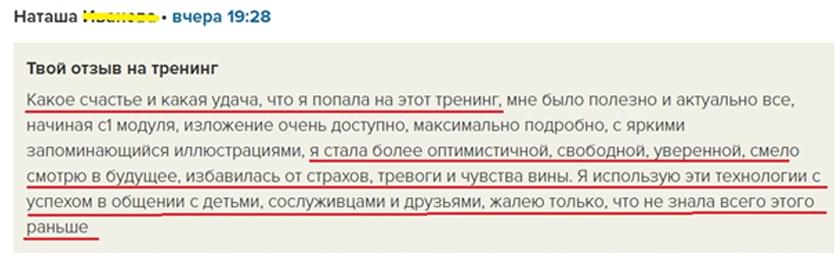 Наташа • вчера 19:28
Твой отзыв на тренинг
Какое счастье и какая удача, что я попала на этот тренинг, мне было полезно и актуально все,
начиная с1 модуля, изложение очень доступно, максимально подробно, с яркими
запоминающийся иллюстрациями, я стала более оптимистичной, свободной, уверенной, смело
смотрю в будущее, избавилась от страхов, тревоги и чувства вины. Я использую эти технологии с
успехом в общении с детьми, сослуживцами и друзьями, жалею только, что не знала всего этого
раньше